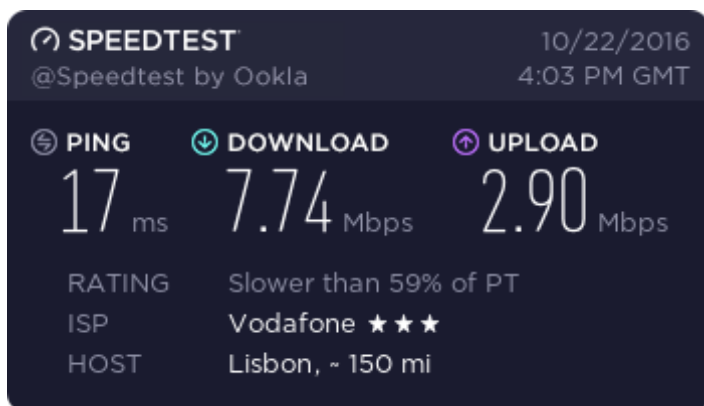 SPEEDTEST 10/22/2016
@Speedtest by Ookla 4:03 PM GMT
PING DOWNLOAD UPLOAD
17 ms 7.74 Mbps 2.90 Mbps
RATING Slower than 59% of PT
ISP Vodafone ★★★
HOST Lisbon, ~ 150 mi